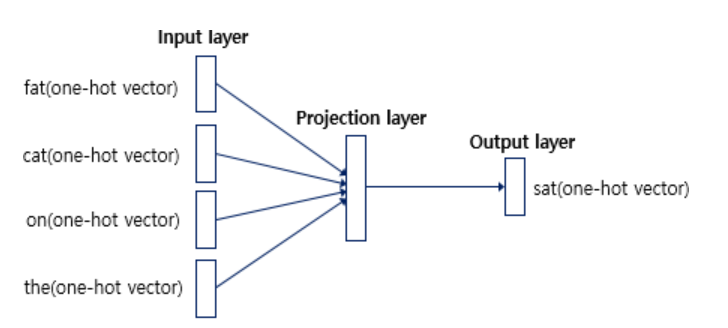 Input layer
fat(one-hot vector)
Projection layer
Output layer
cat(one-hot vector)
sat(one-hot vector)
on(one-hot vector)
the(one-hot vector)